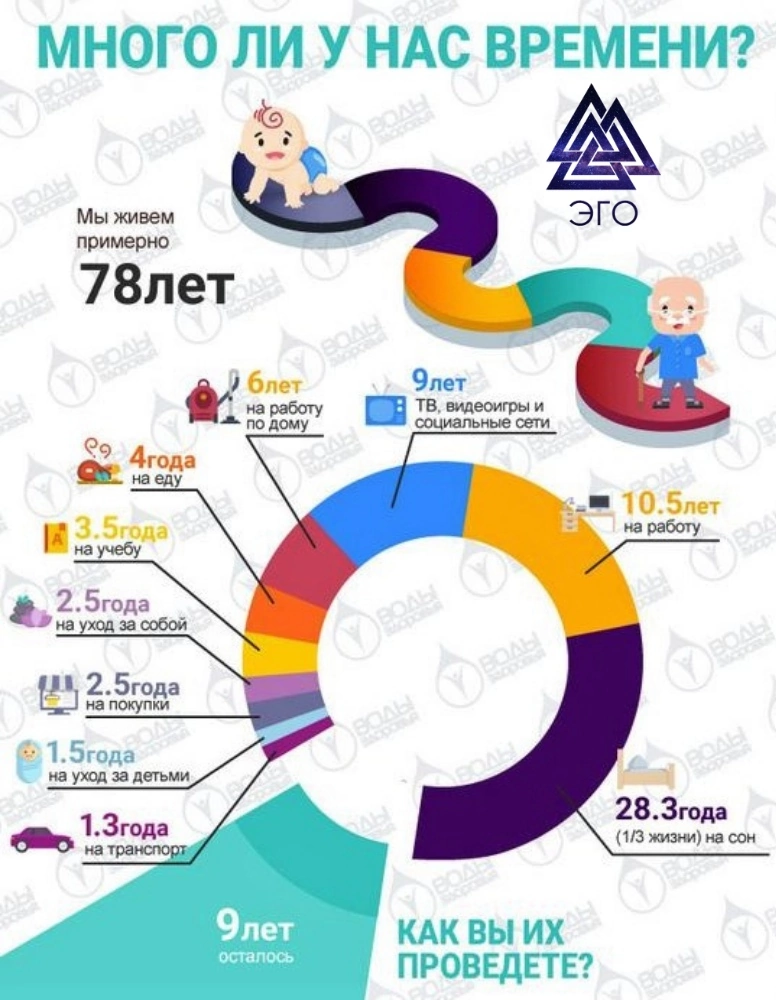 МНОГО ЛИ У НАС ВРЕМЕНИ?
ЭГО
Мы живем
примерно
78лет
6лет
на работу
по дому
9лет
ТВ, видеоигры и
социальные сети
4года
на еду
10.5лет
на работу
3.5года
на учебу
2.5года
на уход за собой
2.5года
на покупки
1.5года
на уход за детьми
1.3года
на транспорт
28.3года
(1/3 жизни) на сон
9лет
осталось
КАК ВЫ ИХ
ПРОВЕДЕТЕ?
ВОДЫ
здоровья